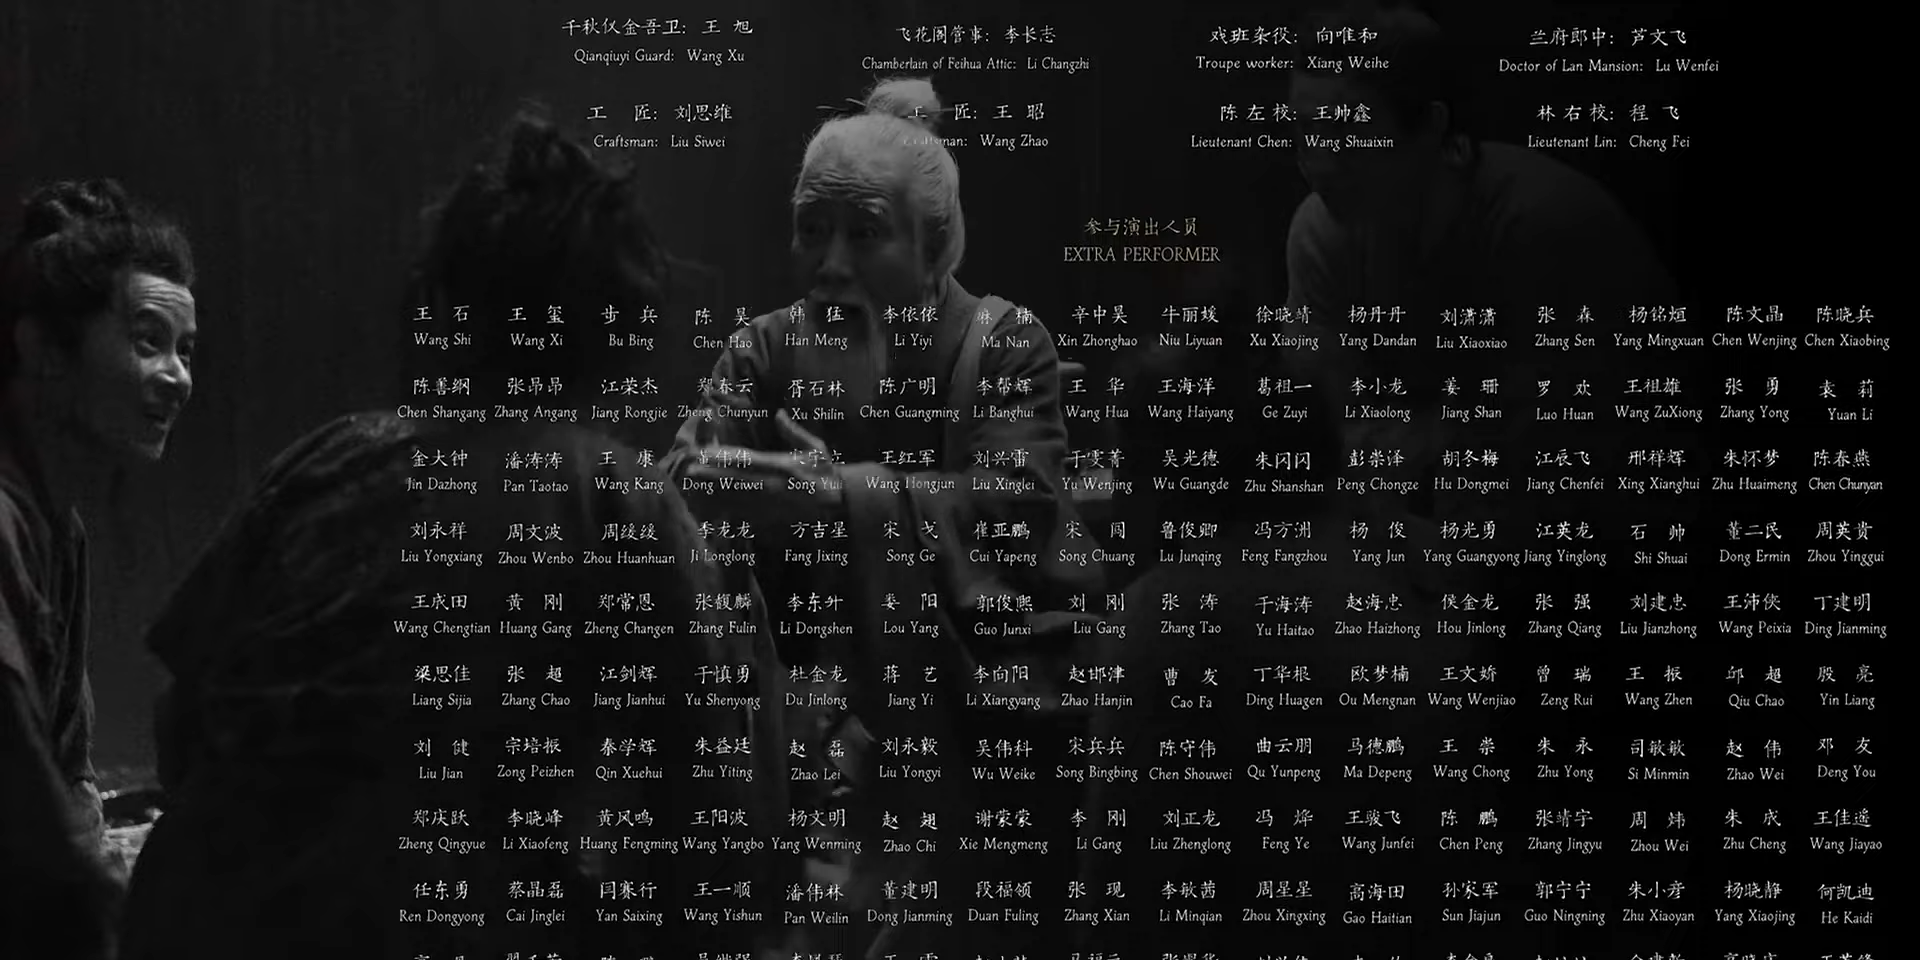 千秋仪金吾卫：王 旭 飞花阁管事：李长志 戏班杂役：向唯和 兰府郎中：芦文飞
Qianqiuyi Guard: Wang Xu Chamberlain of Feihua Attic: Li Changzhi Troupe worker: Xiang Weihe Doctor of Lan Mansion: Lu Wenfei
工 匠：刘思维 工 匠：王 昭 陈左校：王帅鑫 林右校：程 飞
Craftsman: Liu Siwei Craftsman: Wang Zhao Lieutenant Chen: Wang Shuaixin Lieutenant Lin: Cheng Fei
参与演出人员
EXTRA PERFORMER
王 石 王 玺 步 兵 陈 昊 韩 猛 李依依 麻 楠 辛中昊 牛丽媛 徐晓婧 杨丹丹 刘潇潇 张 森 杨铭烜 陈文晶 陈晓兵
Wang Shi Wang Xi Bu Bing Chen Hao Han Meng Li Yiyi Ma Nan Xin Zhonghao Niu Liyuan Xu Xiaojing Yang Dandan Liu Xiaoxiao Zhang Sen Yang Mingxuan Chen Wenjing Chen Xiaobing
陈善纲 张昂昂 江荣杰 郑春云 胥石林 陈广明 李帮辉 王 华 王海洋 葛祖一 李小龙 姜 珊 罗 欢 王祖雄 张 勇 袁 莉
Chen Shangang Zhang Angang Jiang Rongjie Zheng Chunyun Xu Shilin Chen Guangming Li Banghui Wang Hua Wang Haiyang Ge Zuyi Li Xiaolong Jiang Shan Luo Huan Wang ZuXiong Zhang Yong Yuan Li
金大钟 潘涛涛 王 康 董伟伟 王红军 刘兴雷 于雯菁 吴光德 朱闪闪 彭崇泽 胡冬梅 江辰飞 邢祥辉 朱怀梦 陈春燕
Jin Dazhong Pan Taotao Wang Kang Dong Weiwei Song Wang Hongjun Liu Xinglei Yu Wenjing Wu Guangde Zhu Shanshan Peng Chongze Hu Dongmei Jiang Chenfei Xing Xianghui Zhu Huaimeng Chen Chunyan
刘永祥 周文波 周缓缓 季龙龙 方吉星 宋 戈 崔亚鹏 宋 闯 鲁俊卿 冯方洲 杨 俊 杨光勇 江英龙 石 帅 董二民 周英贵
Liu Yongxiang Zhou Wenbo Zhou Huanhuan Ji Longlong Fang Jixing Song Ge Cui Yapeng Song Chuang Lu Junqing Feng Fangzhou Yang Jun Yang Guangyong Jiang Yinglong Shi Shuai Dong Ermin Zhou Yinggui
王成田 黄 刚 郑常恩 张馥麟 李东升 娄 阳 郭俊熙 刘 刚 张 涛 于海涛 赵海忠 侯金龙 张 强 刘建忠 王沛侠 丁建明
Wang Chengtian Huang Gang Zheng Changen Zhang Fulin Li Dongshen Lou Yang Guo Junxi Liu Gang Zhang Tao Yu Haitao Zhao Haizhong Hou Jinlong Zhang Qiang Liu Jianzhong Wang Peixia Ding Jianming
梁思佳 张 超 江剑辉 于慎勇 杜金龙 蒋 艺 李向阳 赵邯津 曹 发 丁华根 欧梦楠 王文娇 曾 瑞 王 振 邱 超 殷 亮
Liang Sijia Zhang Chao Jiang Jianhui Yu Shenyong Du Jinlong Jiang Yi Li Xiangyang Zhao Hanjin Cao Fa Ding Huagen Ou Mengnan Wang Wenjiao Zeng Rui Wang Zhen Qiu Chao Yin Liang
刘 健 宗培振 秦学辉 朱益廷 赵 磊 刘永毅 吴伟科 宋兵兵 陈守伟 曲云朋 马德鹏 王 崇 朱 永 司敏敏 赵 伟 邓 友
Liu Jian Zong Peizhen Qin Xuehui Zhu Yiting Zhao Lei Liu Yongyi Wu Weike Song Bingbing Chen Shouwei Qu Yunpeng Ma Depeng Wang Chong Zhu Yong Si Minmin Zhao Wei Deng You
郑庆跃 李晓峰 黄风鸣 王阳波 杨文明 赵 翅 谢蒙蒙 李 刚 刘正龙 冯 烨 王骏飞 陈 鹏 张靖宇 周 炜 朱 成 王佳遥
Zheng Qingyue Li Xiaofeng Huang Fengming Wang Yangbo Yang Wenming Zhao Chi Xie Mengmeng Li Gang Liu Zhenglong Feng Ye Wang Junfei Chen Peng Zhang Jingyu Zhou Wei Zhu Cheng Wang Jiayao
任东勇 蔡晶磊 闫赛行 王一顺 潘伟林 董建明 段福领 张 现 李敏茜 周星星 高海田 孙家军 郭宁宁 朱小彦 杨晓静 何凯迪
Ren Dongyong Cai Jinglei Yan Saixing Wang Yishun Pan Weilin Dong Jianming Duan Fuling Zhang Xian Li Minqian Zhou Xingxing Gao Haitian Sun Jiajun Guo Ningning Zhu Xiaoyan Yang Xiaojing He Kaidi